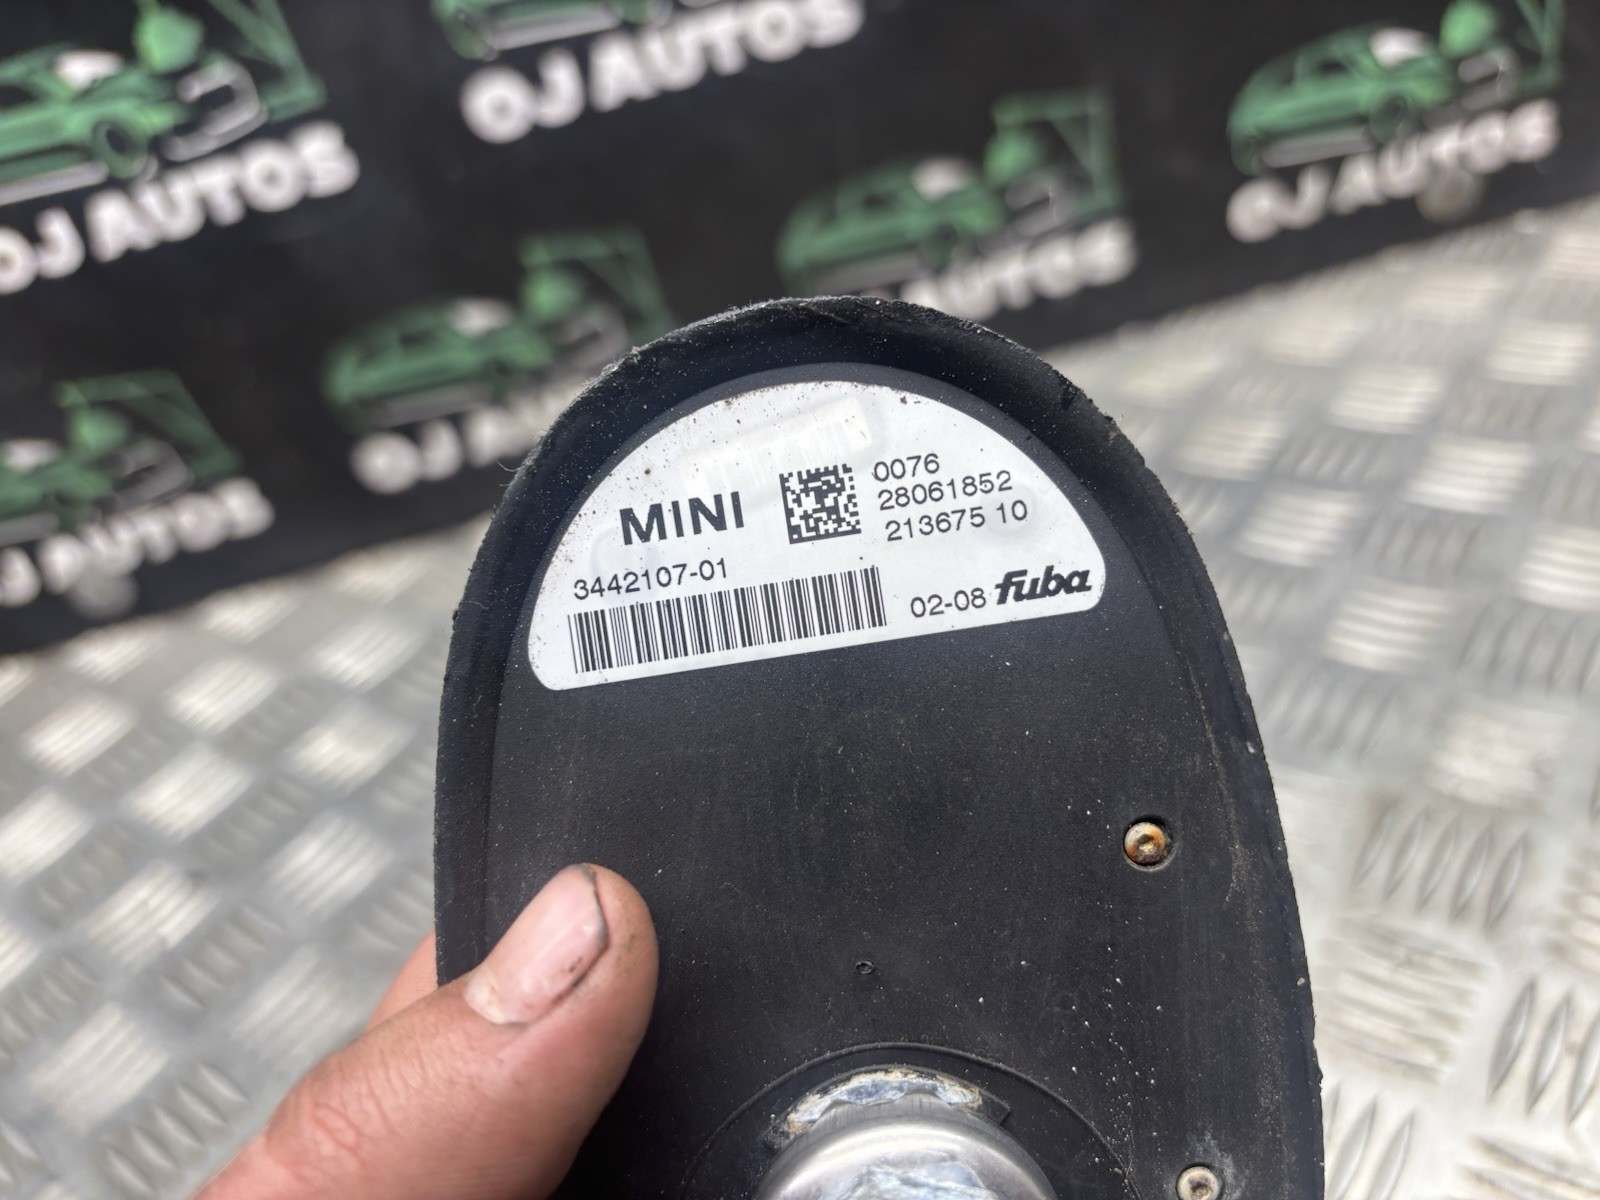 OJ AUTOS
OJ AUTOS
OJ AUTOS
OJ AUTOS
AUTOS
OJ
AUTOS
MINI
0076
28061852
213675 10
3442107-01
02-08 fuba